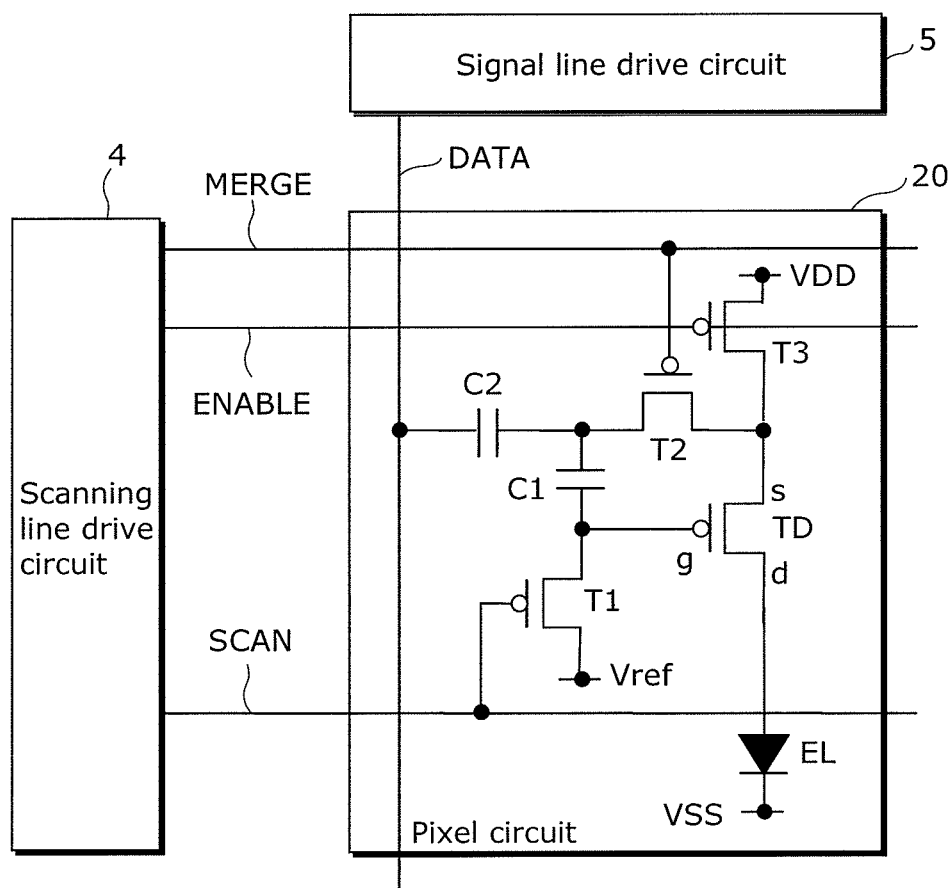 Signal line drive circuit
5
4
DATA
MERGE
20
VDD
T3
ENABLE
C2
T2
C1
s
TD
g
d
Scanning
line drive
circuit
T1
SCAN
Vref
EL
VSS
Pixel circuit